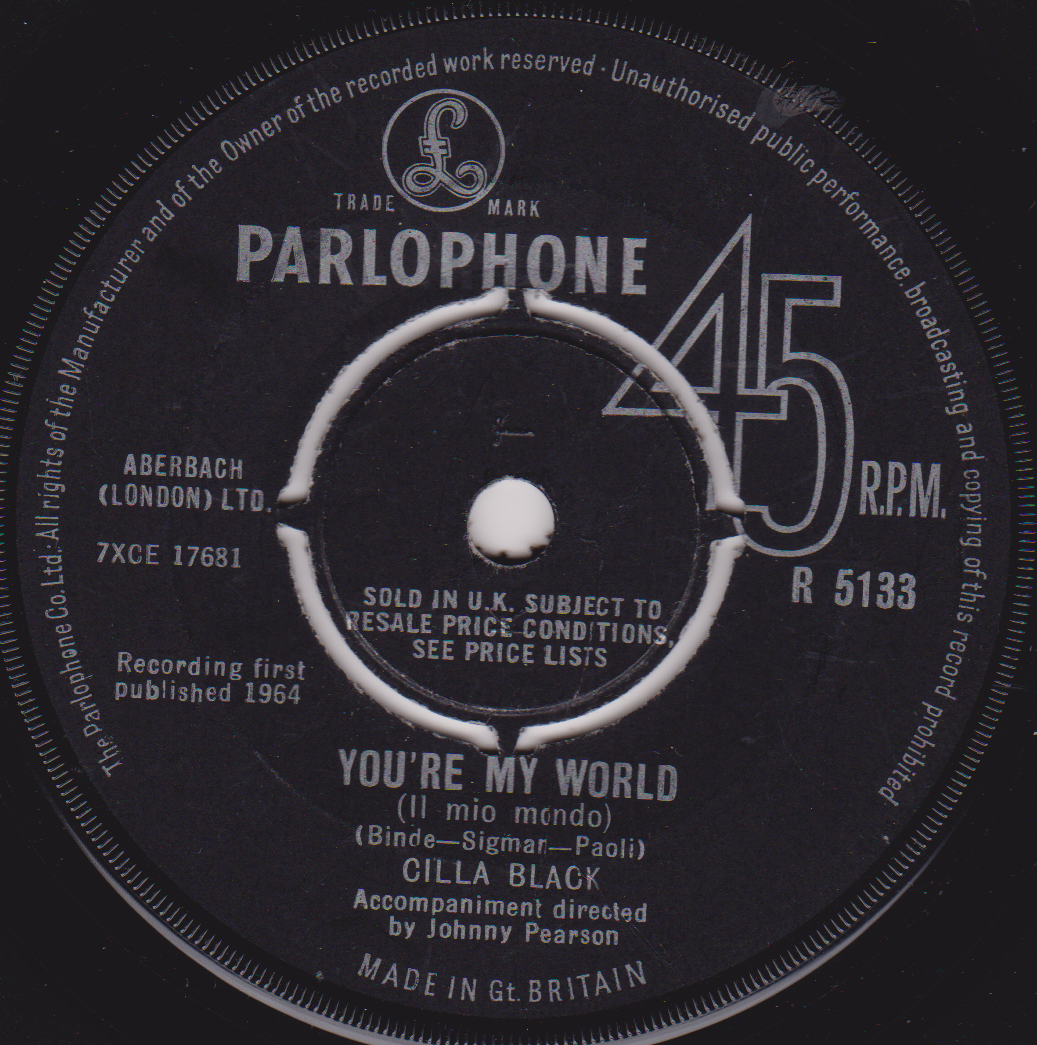 The Parlophone Co. Ltd. All rights of the Manufacturer and of the Owner of the recorded work reserved · Unauthorised public performance, broadcasting and copying of this record prohibited
£
TRADE MARK
PARLOPHONE
45
R.P.M.
ABERBACH
(LONDON) LTD.
7XCE 17681
R 5133
SOLD IN U.K. SUBJECT TO
RESALE PRICE CONDITIONS,
SEE PRICE LISTS
Recording first
published 1964
YOU'RE MY WORLD
(Il mio mondo)
(Binde—Sigman—Paoli)
CILLA BLACK
Accompaniment directed
by Johnny Pearson
MADE IN Gt. BRITAIN